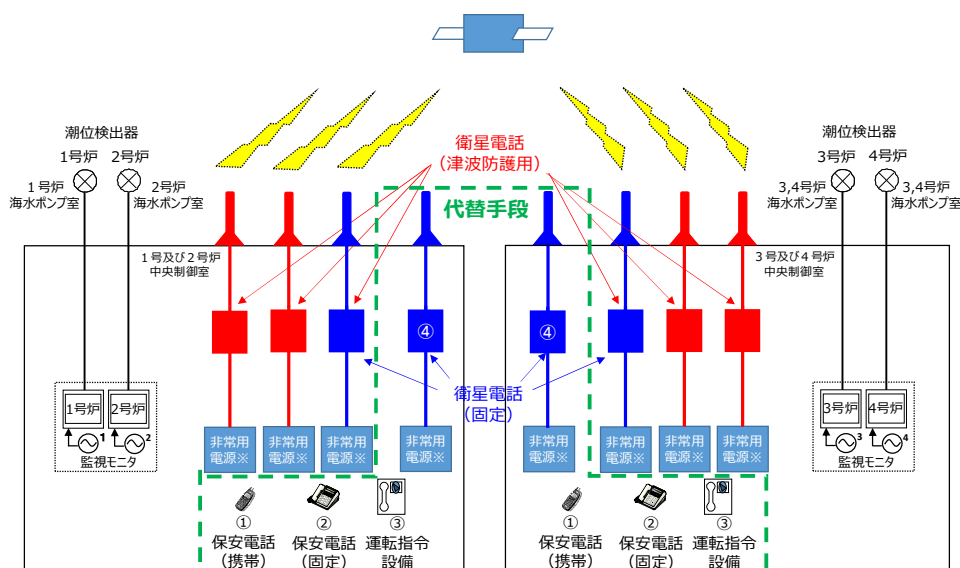 潮位検出器
1号炉 2号炉
1号炉
海水ポンプ室
2号炉
海水ポンプ室
衛星電話
(津波防護用)
代替手段
潮位検出器
3号炉 4号炉
3,4号炉
海水ポンプ室
3,4号炉
海水ポンプ室
1号及び2号炉
中央制御室
3号及び4号炉
中央制御室
④
④
衛星電話
(固定)
1号炉 2号炉
1 2
監視モニタ
3号炉 4号炉
3 4
監視モニタ
非常用
電源※
非常用
電源※
非常用
電源※
非常用
電源※
非常用
電源※
非常用
電源※
非常用
電源※
非常用
電源※
①
保安電話
(携帯)
②
保安電話
(固定)
③
運転指令
設備
①
保安電話
(携帯)
②
保安電話
(固定)
③
運転指令
設備